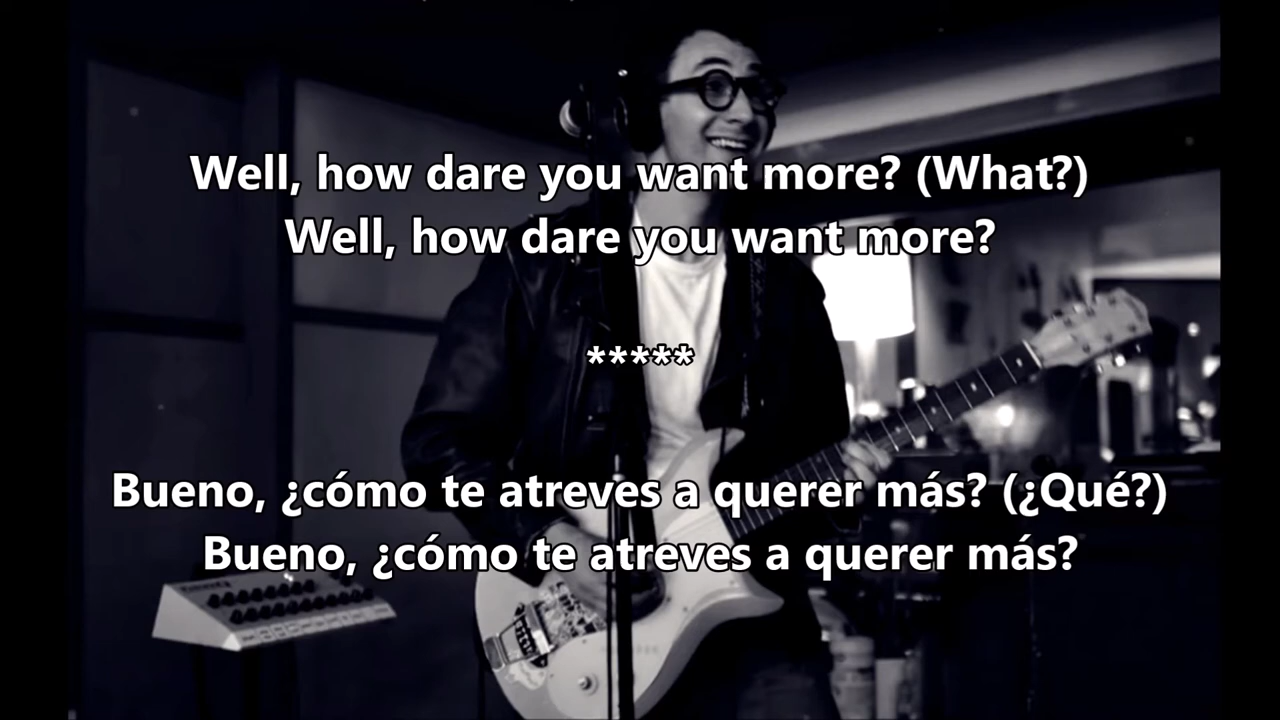 Well, how dare you want more? (What?)
Well, how dare you want more?
*****
Bueno, ¿cómo te atreves a querer más? (¿Qué?)
Bueno, ¿cómo te atreves a querer más?